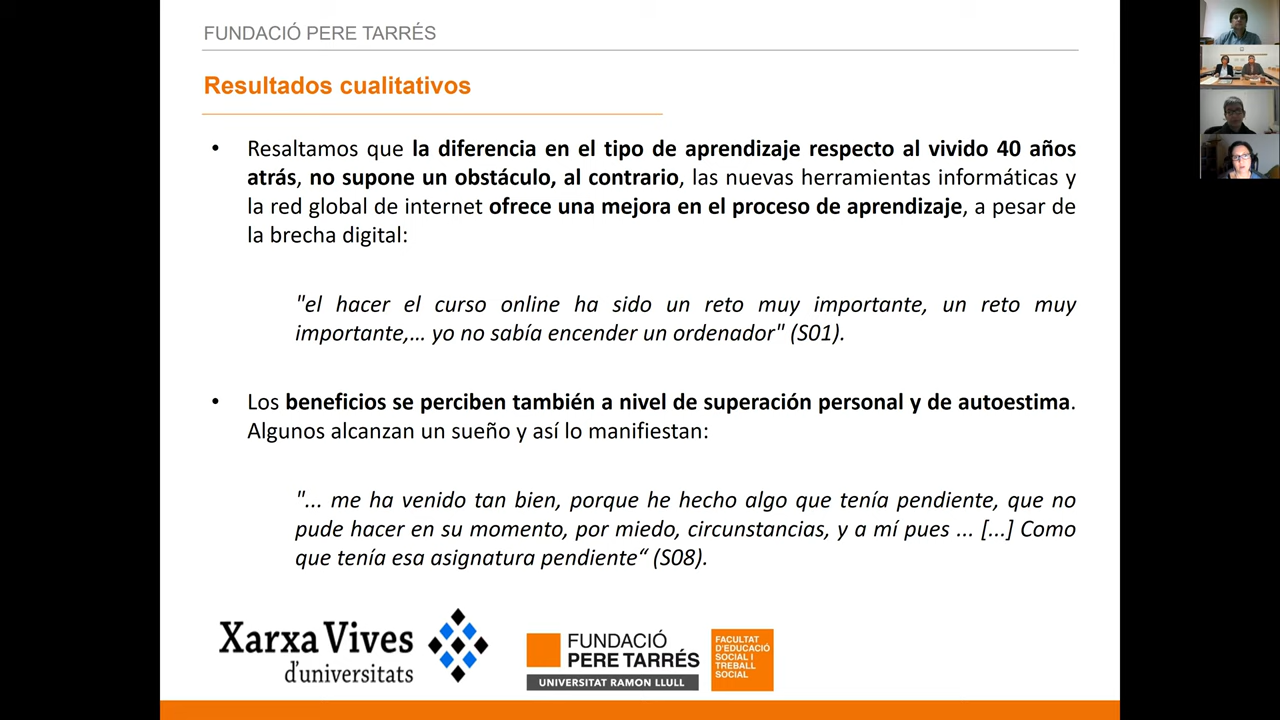 FUNDACIÓ PERE TARRÉS
Resultados cualitativos
• Resaltamos que la diferencia en el tipo de aprendizaje respecto al vivido 40 años
atrás, no supone un obstáculo, al contrario, las nuevas herramientas informáticas y
la red global de internet ofrece una mejora en el proceso de aprendizaje, a pesar de
la brecha digital:
"el hacer el curso online ha sido un reto muy importante, un reto muy
importante,... yo no sabía encender un ordenador" (S01).
• Los beneficios se perciben también a nivel de superación personal y de autoestima.
Algunos alcanzan un sueño y así lo manifiestan:
"... me ha venido tan bien, porque he hecho algo que tenía pendiente, que no
pude hacer en su momento, por miedo, circunstancias, y a mí pues ... [...] Como
que tenía esa asignatura pendiente“ (S08).
Xarxa Vives
d'universitats
FUNDACIÓ
PERE TARRÉS
UNIVERSITAT RAMON LLULL
FACULTAT
D'EDUCACIÓ
SOCIAL I
TREBALL
SOCIAL